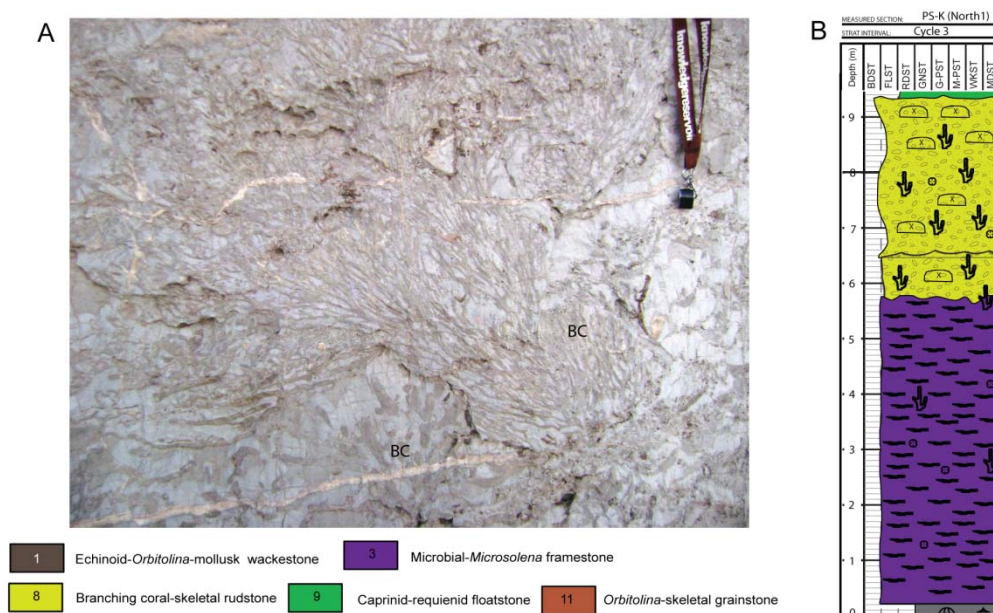 A
knowledgereservoi
knowl
BC
BC
B
MEASURED SECTION: PS-K (North1)
STRAT INTERVAL: Cycle 3
Depth (m)
BDST
FLST
RDST
GNST
G-PST
M-PST
WKST
MDST
9
8
7
6
5
4
3
2
1
0
X X
X X
X
X
X
1 Echinoid-Orbitolina-mollusk wackestone
3 Microbial-Microsolena framestone
8 Branching coral-skeletal rudstone
9 Caprinid-requienid floatstone
11 Orbitolina-skeletal grainstone